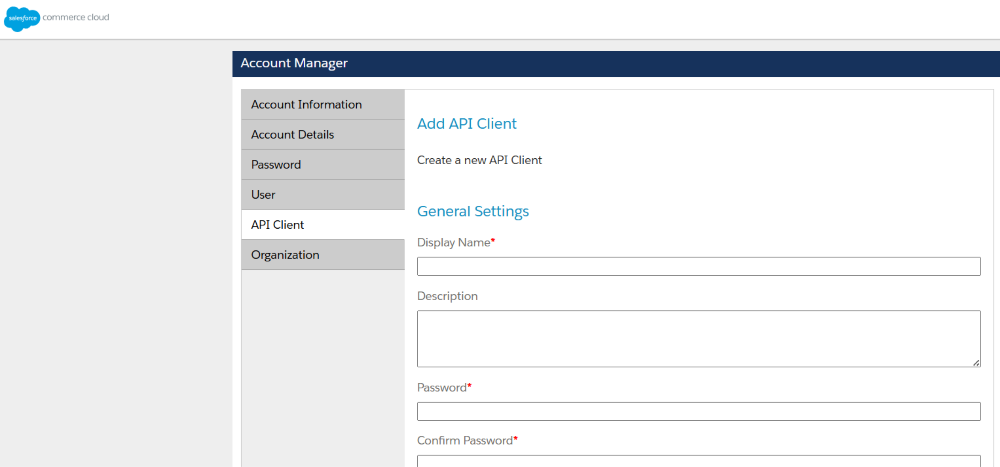 salesforce commerce cloud
Account Manager
Account Information
Account Details
Password
User
API Client
Organization
Add API Client
Create a new API Client
General Settings
Display Name*
Description
Password*
Confirm Password*